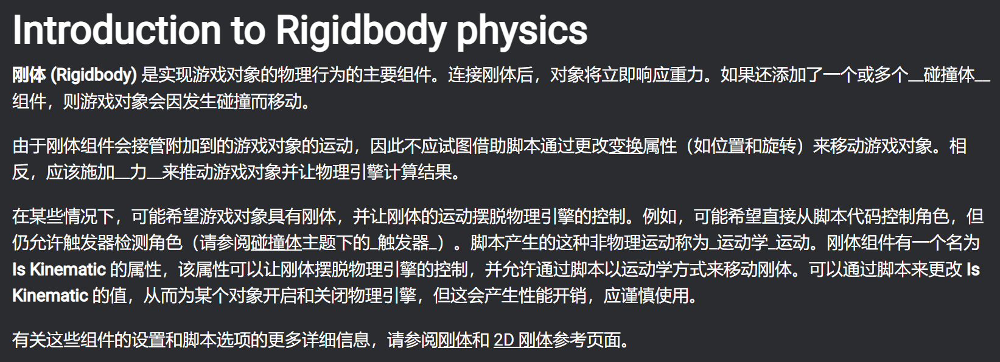 Introduction to Rigidbody physics
刚体 (Rigidbody) 是实现游戏对象的物理行为的主要组件。连接刚体后，对象将立即响应重力。如果还添加了一个或多个__碰撞体__
组件，则游戏对象会因发生碰撞而移动。
由于刚体组件会接管附加到的游戏对象的运动，因此不应试图借助脚本通过更改变换属性（如位置和旋转）来移动游戏对象。相
反，应该施加__力__来推动游戏对象并让物理引擎计算结果。
在某些情况下，可能希望游戏对象具有刚体，并让刚体的运动摆脱物理引擎的控制。例如，可能希望直接从脚本代码控制角色，但
仍允许触发器检测角色（请参阅碰撞体主题下的_触发器_）。脚本产生的这种非物理运动称为_运动学_运动。刚体组件有一个名为
Is Kinematic 的属性，该属性可以让刚体摆脱物理引擎的控制，并允许通过脚本以运动学方式来移动刚体。可以通过脚本来更改 Is
Kinematic 的值，从而为某个对象开启和关闭物理引擎，但这会产生性能开销，应谨慎使用。
有关这些组件的设置和脚本选项的更多详细信息，请参阅刚体和 2D 刚体参考页面。